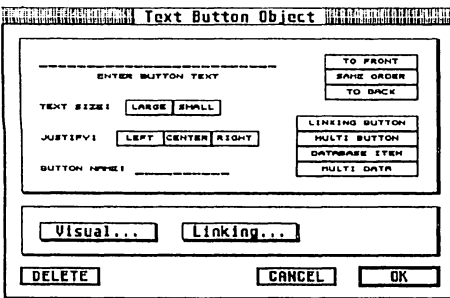 Text Button Object
TO FRONT
ENTER BUTTON TEXT
SAME ORDER
TO BACK
TEXT SIZE: LARGE SMALL
LINKING BUTTON
JUSTIFY: LEFT CENTER RIGHT
MULTI BUTTON
DATABASE ITEM
BUTTON NAME:
MULTI DATA
Visual... Linking...
DELETE CANCEL OK